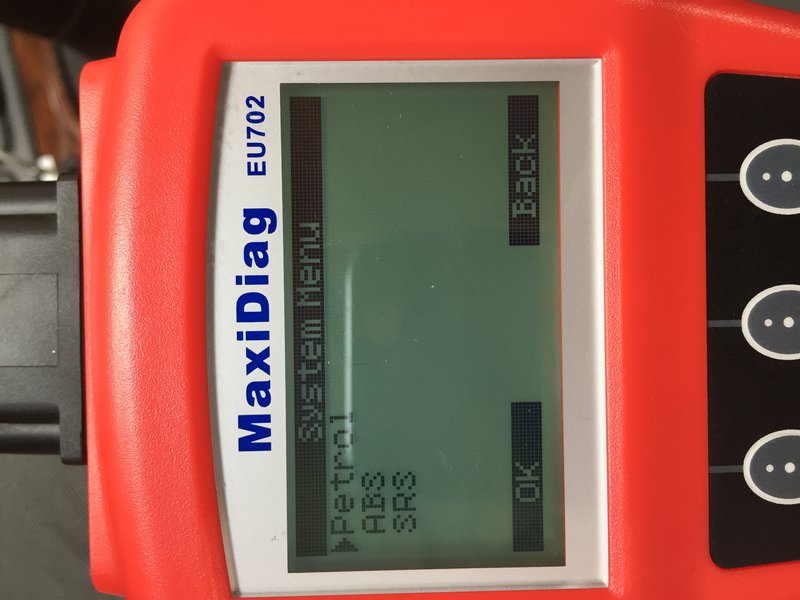 MaxiDiag EU702
System Menu
Petrol
ABS
SRS
OK Back